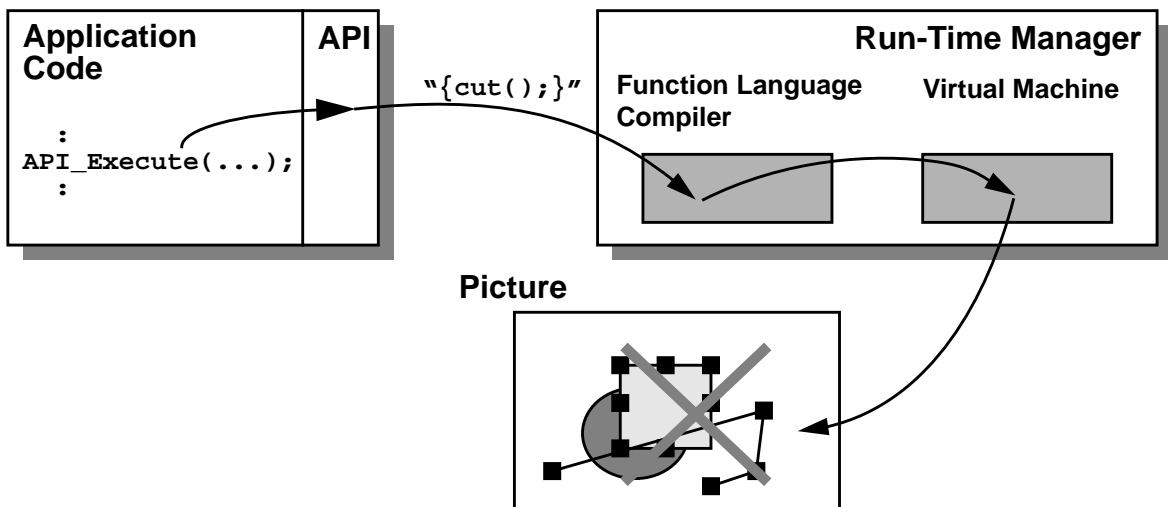 Application
Code
API
:
API_Execute(...);
:
“{cut();}”
Run-Time Manager
Function Language
Compiler
Virtual Machine
Picture